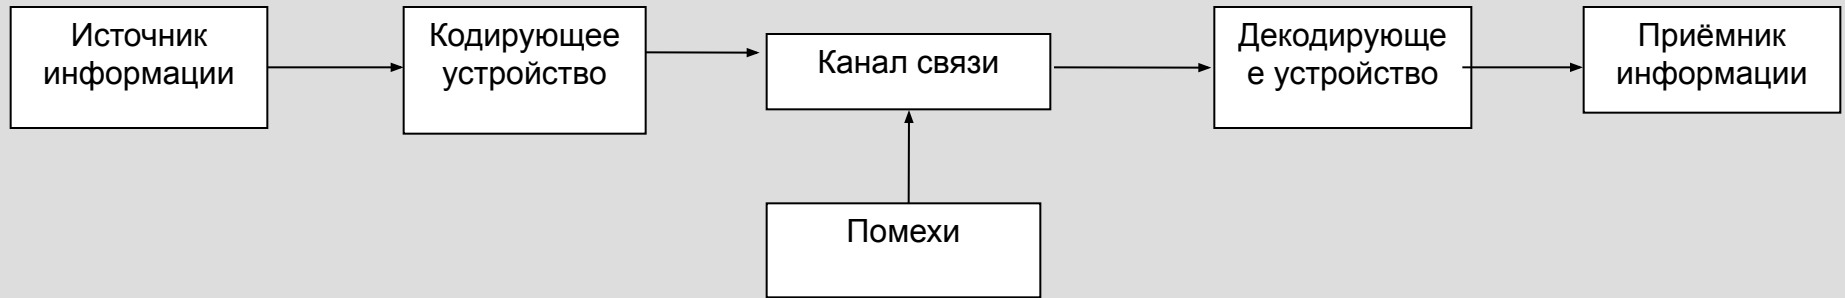 Источник
информации
Кодирующее
устройство
Канал связи
Декодирующе
е устройство
Приёмник
информации
Помехи